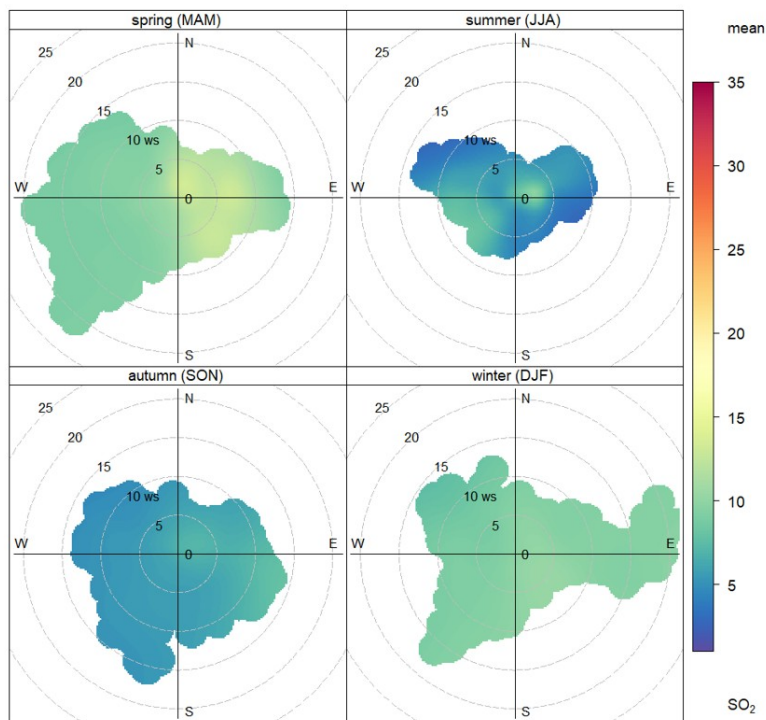 spring (MAM)
summer (JJA)
mean
25
20
15
10 ws
5
0
N
W
E
S
25
20
15
10 ws
5
0
N
W
E
S
35
30
25
20
15
10
5
autumn (SON)
winter (DJF)
25
20
15
10 ws
5
0
N
W
E
S
25
20
15
10 ws
5
0
N
W
E
S
SO₂